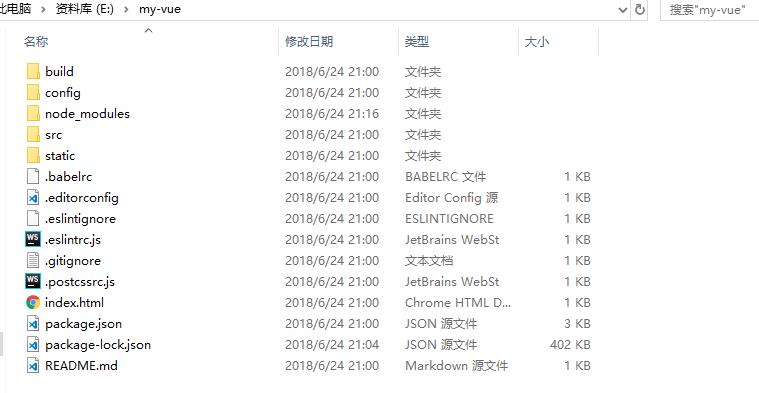 此电脑 › 资料库 (E:) › my-vue 搜索"my-vue"
名称 修改日期 类型 大小
build 2018/6/24 21:00 文件夹
config 2018/6/24 21:00 文件夹
node_modules 2018/6/24 21:16 文件夹
src 2018/6/24 21:00 文件夹
static 2018/6/24 21:00 文件夹
.babelrc 2018/6/24 21:00 BABELRC 文件 1 KB
.editorconfig 2018/6/24 21:00 Editor Config 源 1 KB
.eslintignore 2018/6/24 21:00 ESLINTIGNORE 1 KB
WS .eslintrc.js 2018/6/24 21:00 JetBrains WebSt 1 KB
.gitignore 2018/6/24 21:00 文本文档 1 KB
WS .postcssrc.js 2018/6/24 21:00 JetBrains WebSt 1 KB
index.html 2018/6/24 21:00 Chrome HTML D... 1 KB
package.json 2018/6/24 21:00 JSON 源文件 3 KB
package-lock.json 2018/6/24 21:04 JSON 源文件 402 KB
README.md 2018/6/24 21:00 Markdown 源文件 1 KB